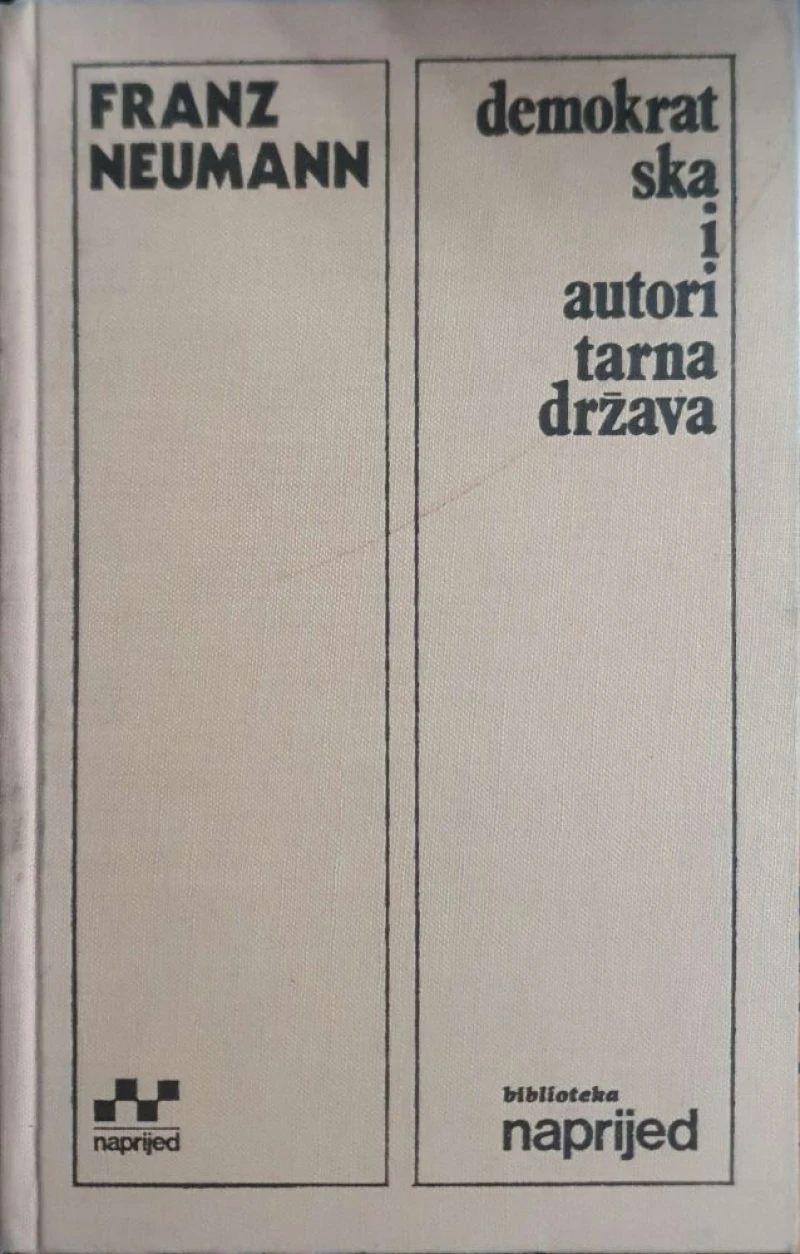 FRANZ
NEUMANN
demokrat
ska
i
autori
tarna
država
naprijed
biblioteka
naprijed